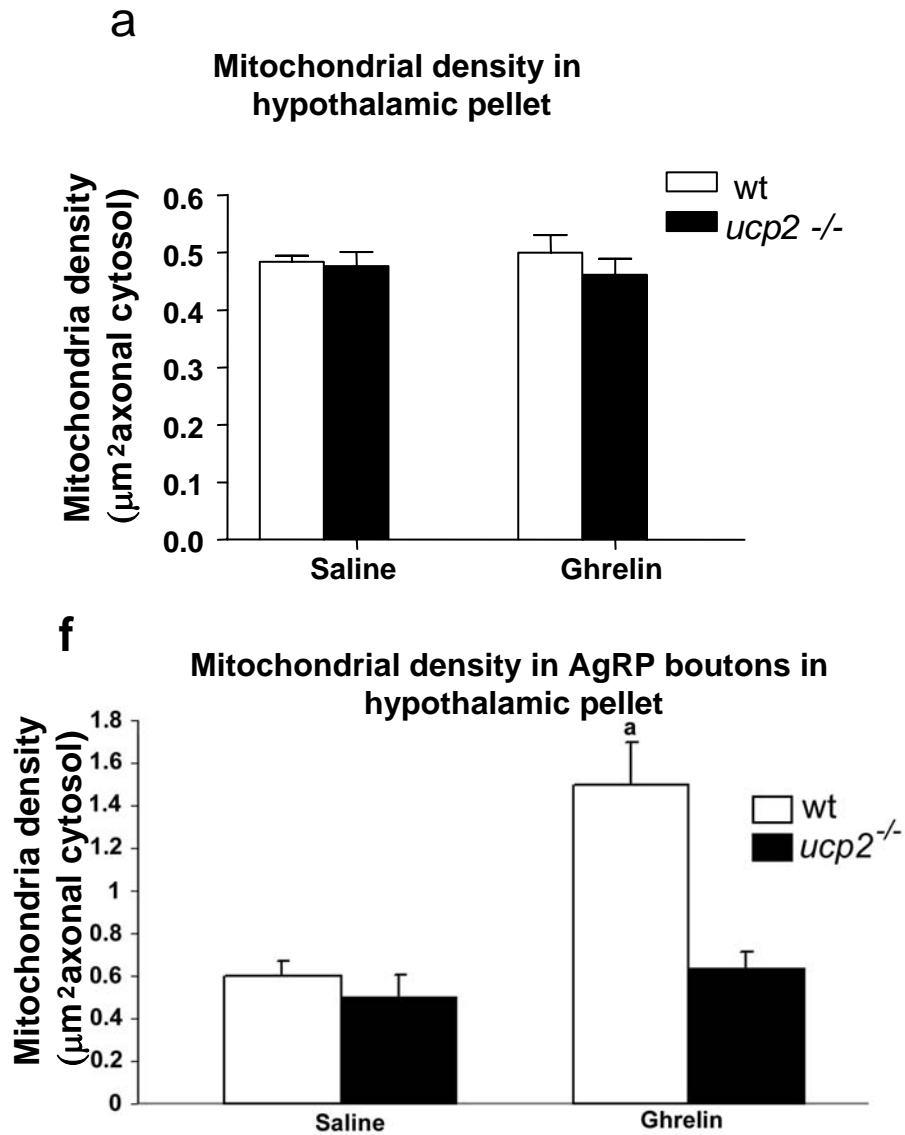 a
Mitochondrial density in
hypothalamic pellet
Mitochondria density
(μm²axonal cytosol)
0.6
0.5
0.4
0.3
0.2
0.1
0.0
wt
ucp2 -/-
Saline
Ghrelin
f
Mitochondrial density in AgRP boutons in
hypothalamic pellet
Mitochondria density
(μm²axonal cytosol)
1.8
1.6
1.4
1.2
1
0.8
0.6
0.4
0.2
0
a
wt
ucp2⁻/⁻
Saline
Ghrelin